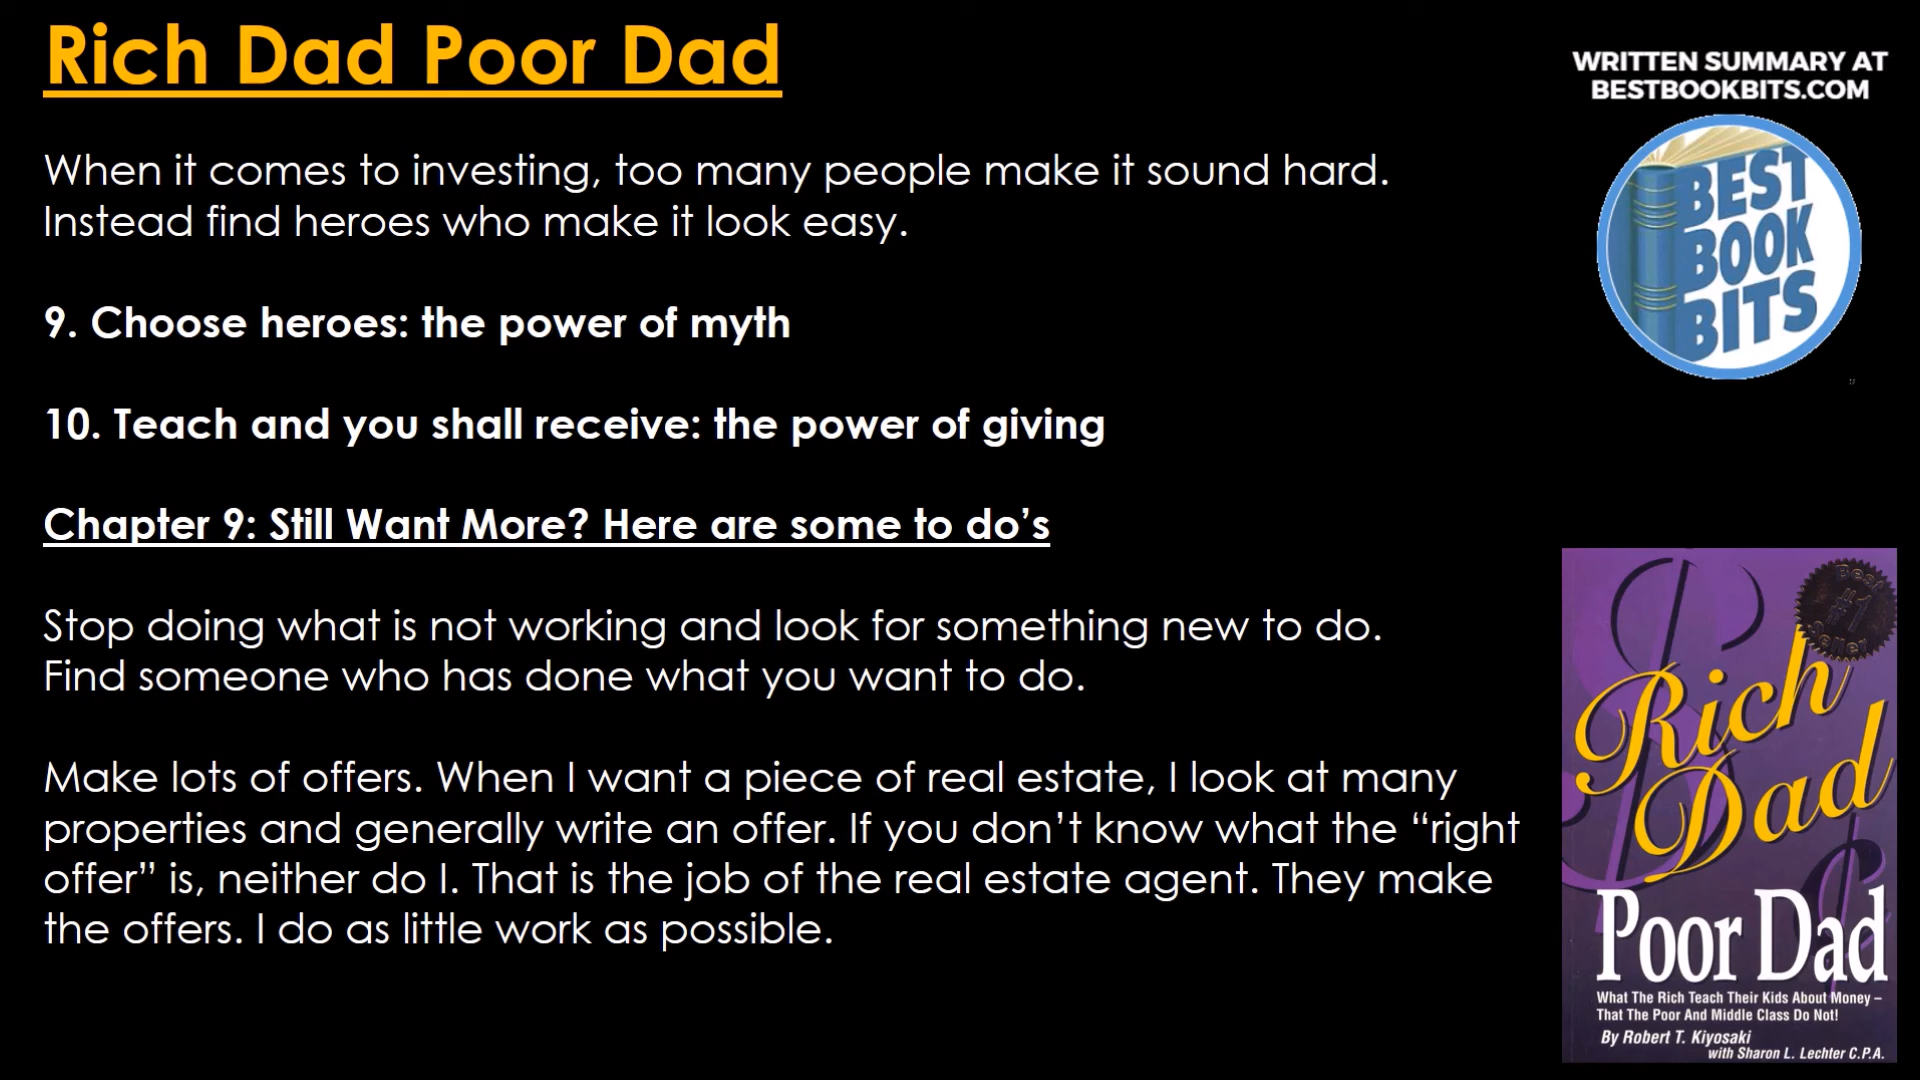 Rich Dad Poor Dad
When it comes to investing, too many people make it sound hard.
Instead find heroes who make it look easy.
9. Choose heroes: the power of myth
10. Teach and you shall receive: the power of giving
Chapter 9: Still Want More? Here are some to do’s
Stop doing what is not working and look for something new to do.
Find someone who has done what you want to do.
Make lots of offers. When I want a piece of real estate, I look at many
properties and generally write an offer. If you don’t know what the “right
offer” is, neither do I. That is the job of the real estate agent. They make
the offers. I do as little work as possible.
WRITTEN SUMMARY AT
BESTBOOKBITS.COM
BEST
BOOK
BITS
Best
#1
Seller
Rich
Dad
Poor Dad
What The Rich Teach Their Kids About Money –
That The Poor And Middle Class Do Not!
By Robert T. Kiyosaki
with Sharon L. Lechter C.P.A.